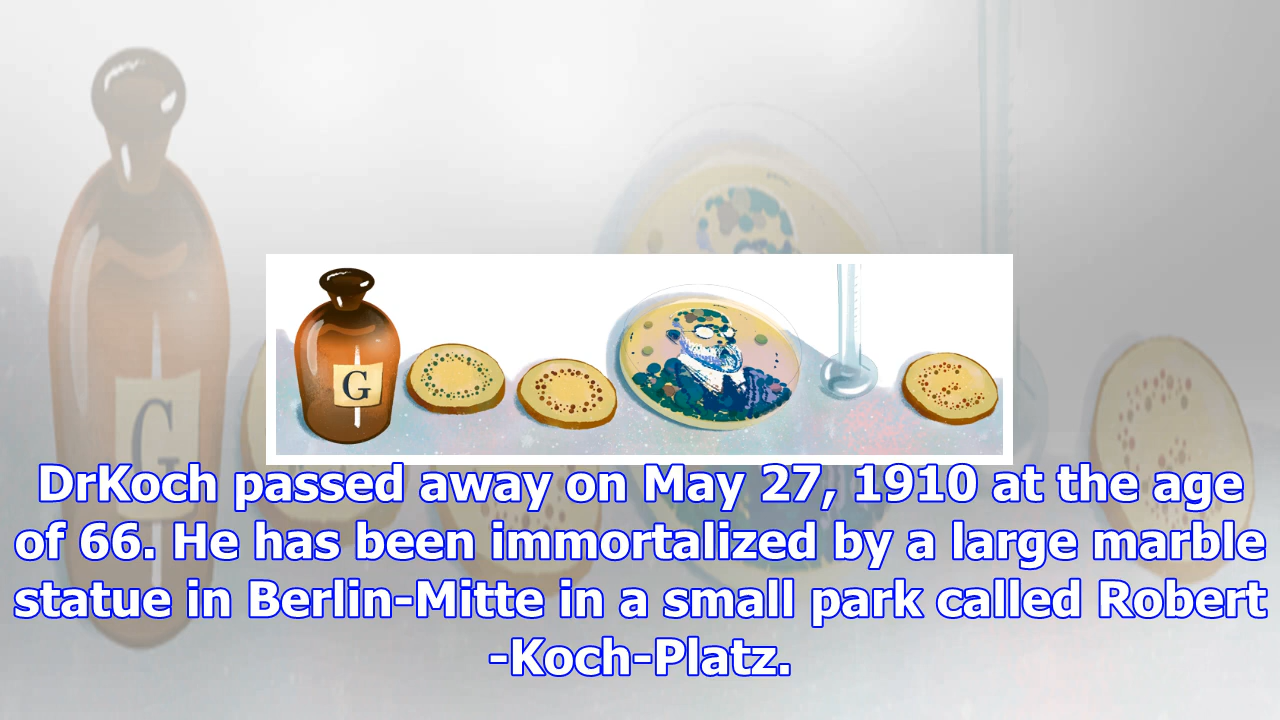 G
G
DrKoch passed away on May 27, 1910 at the age
of 66. He has been immortalized by a large marble
statue in Berlin-Mitte in a small park called Robert
-Koch-Platz.